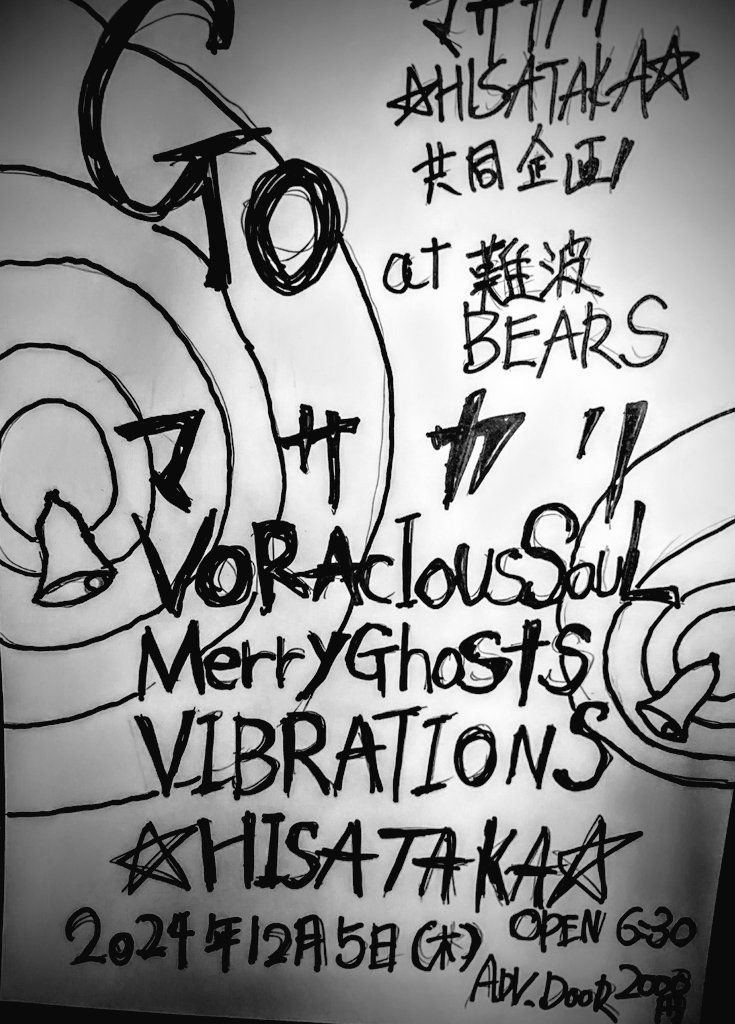 GO
マサカリ
☆HISATAKA☆
共同企画!
at 難波
BEARS
マサカリ
VORAcIousSouL
MerryGhostS
VIBRATIONS
☆HISATAKA☆
2024年12月5日(木) OPEN 6:30
ADV.DooR 2000円